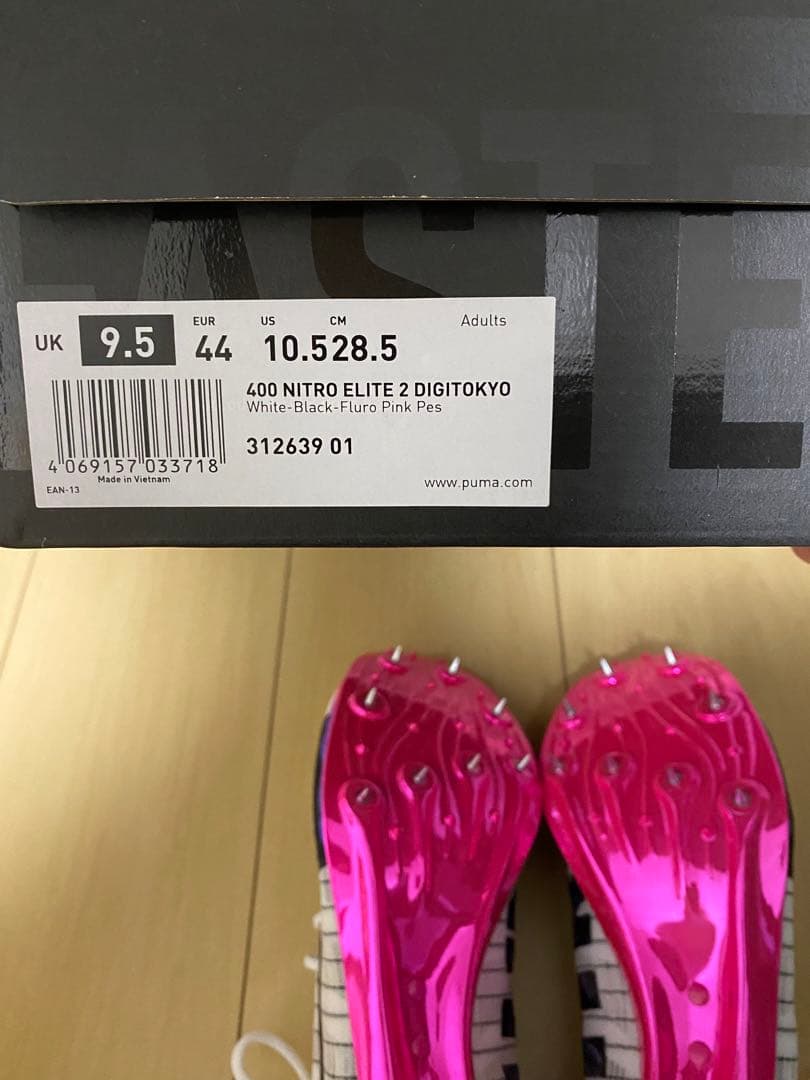 ASTE
UK 9.5 EUR 44 US 10.5 CM 28.5 Adults
400 NITRO ELITE 2 DIGITOKYO
White-Black-Fluro Pink Pes
312639 01
4 069157 033718
Made in Vietnam
EAN-13
www.puma.com